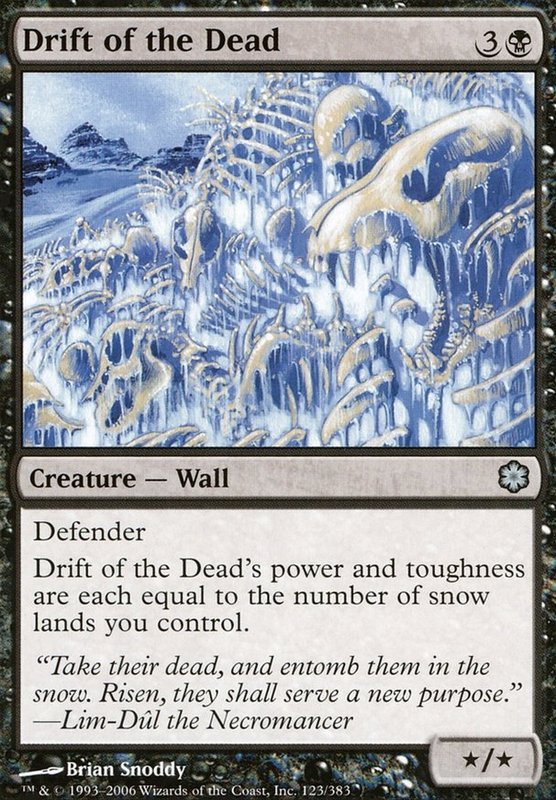 Drift of the Dead 3
Creature — Wall
Defender
Drift of the Dead's power and toughness
are each equal to the number of snow
lands you control.
“Take their dead, and entomb them in the
snow. Risen, they shall serve a new purpose.”
—Lim-Dûl the Necromancer
★/★
Brian Snoddy
™ & © 1993–2006 Wizards of the Coast, Inc. 123/383